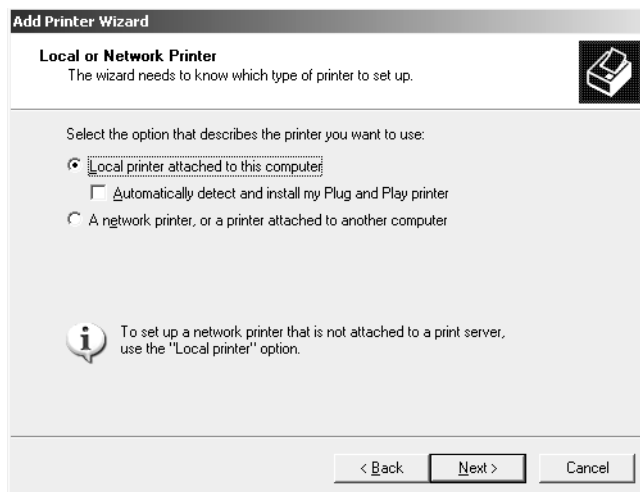 Add Printer Wizard
Local or Network Printer
The wizard needs to know which type of printer to set up.
Select the option that describes the printer you want to use:
Local printer attached to this computer
Automatically detect and install my Plug and Play printer
A network printer, or a printer attached to another computer
To set up a network printer that is not attached to a print server,
use the "Local printer" option.
< Back
Next >
Cancel